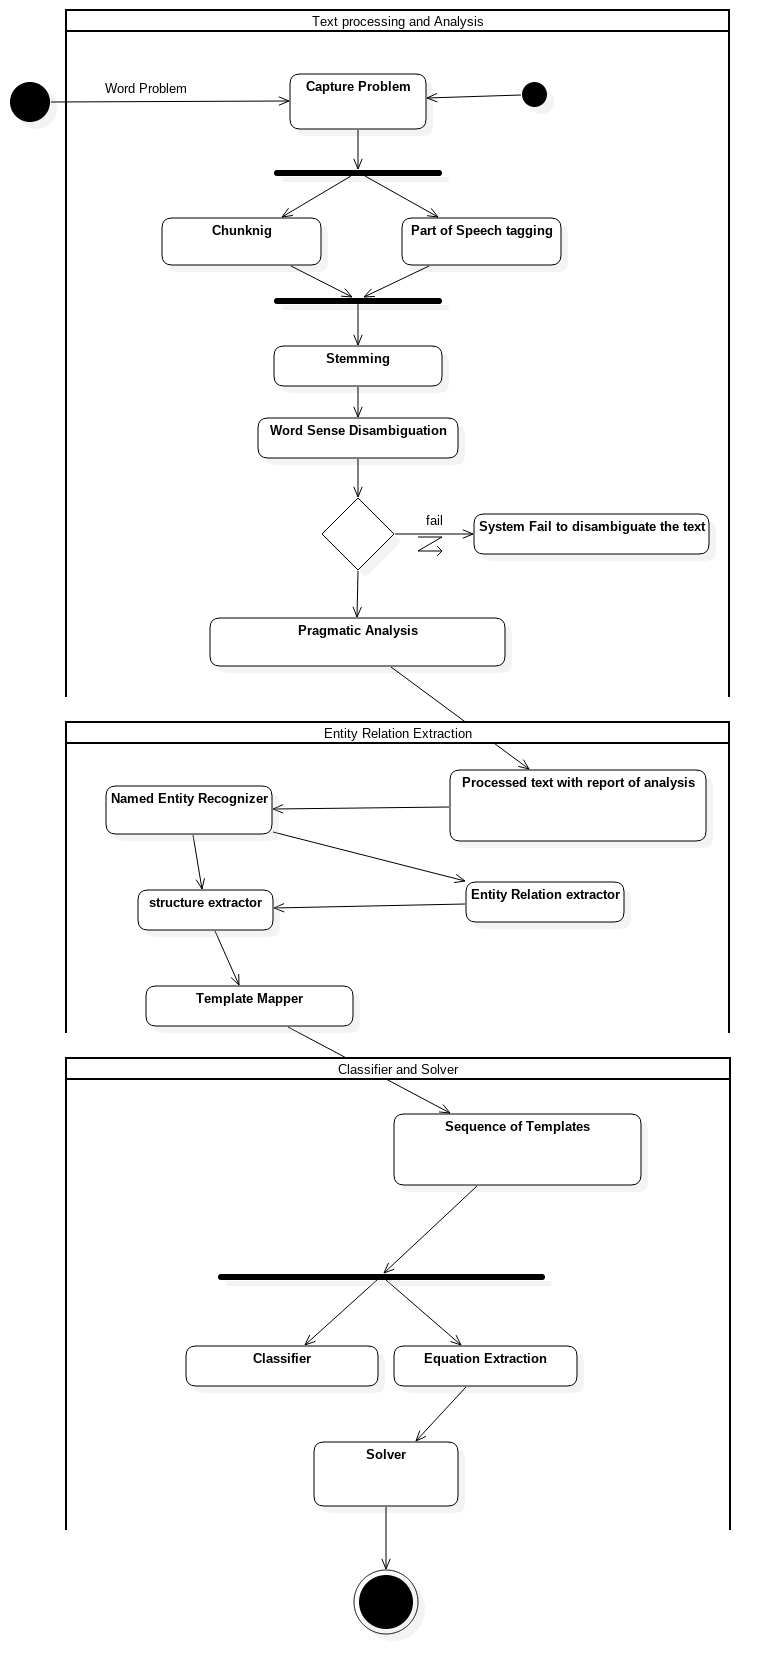 Text processing and Analysis
Word Problem
Capture Problem
Chunknig
Part of Speech tagging
Stemming
Word Sense Disambiguation
fail
System Fail to disambiguate the text
Pragmatic Analysis
Entity Relation Extraction
Processed text with report of analysis
Named Entity Recognizer
Entity Relation extractor
structure extractor
Template Mapper
Classifier and Solver
Sequence of Templates
Classifier
Equation Extraction
Solver